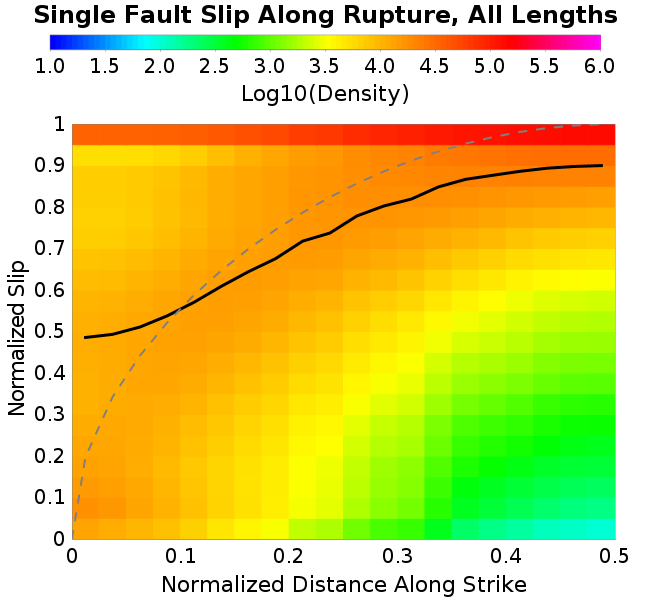 Single Fault Slip Along Rupture, All Lengths
1.0 1.5 2.0 2.5 3.0 3.5 4.0 4.5 5.0 5.5 6.0
Log10(Density)
1
0.9
0.8
0.7
0.6
0.5
0.4
0.3
0.2
0.1
0
Normalized Slip
0 0.1 0.2 0.3 0.4 0.5
Normalized Distance Along Strike